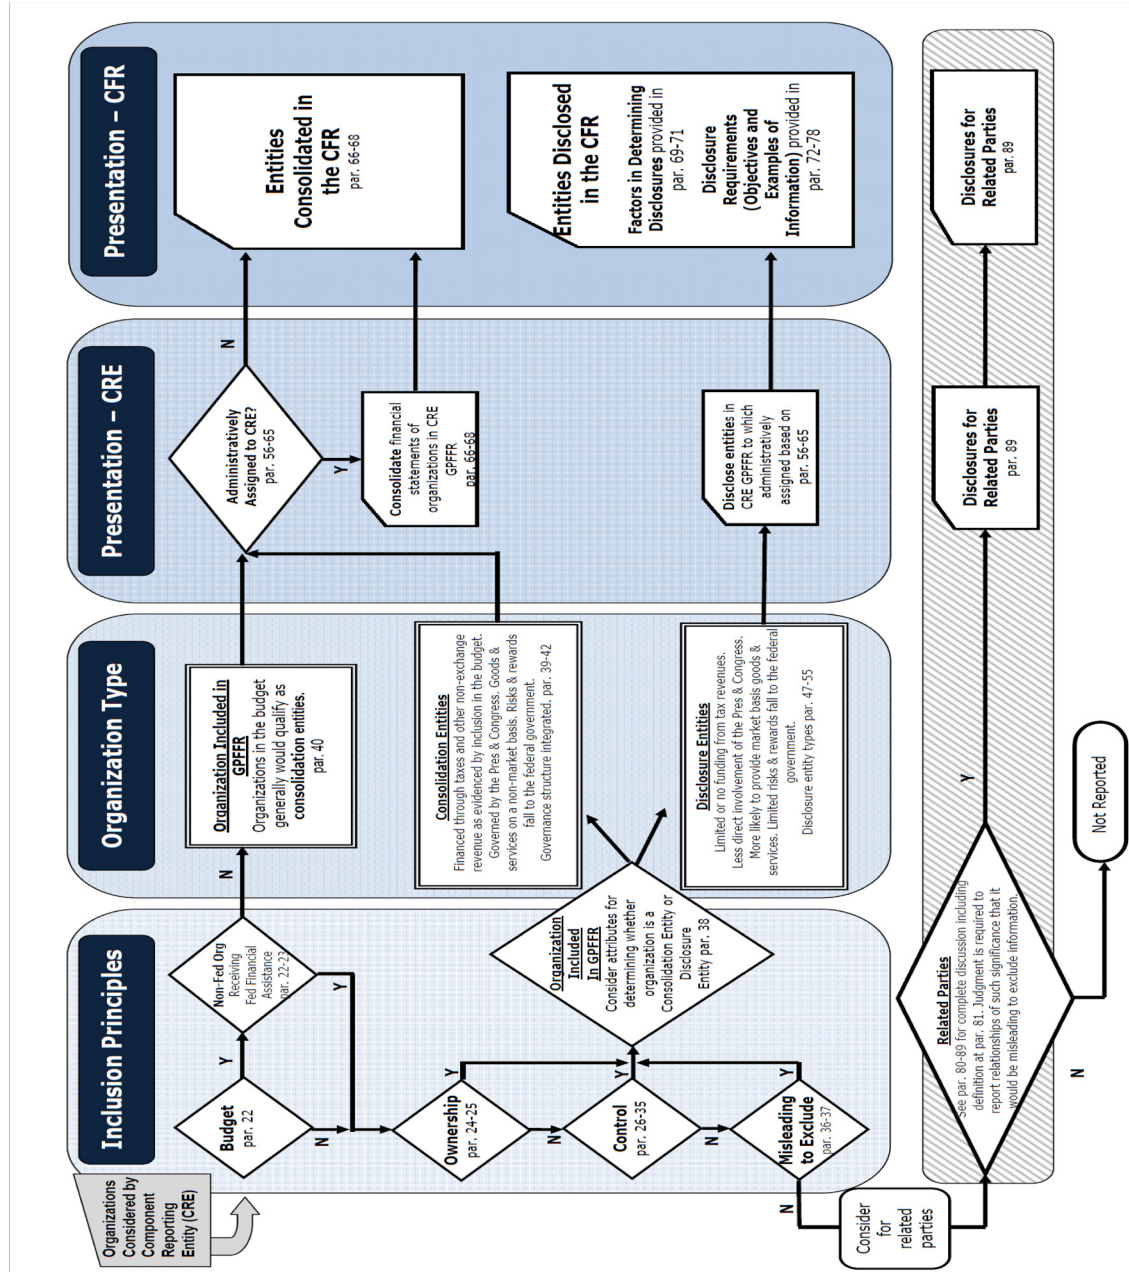 Organizations
Considered by
Component
Reporting
Entity (CRE)
Inclusion Principles
Budget
par. 22
Y
N
Non-Fed Org
Receiving
Fed Financial
Assistance
par. 22-23
N
Y
Ownership
par. 24-25
Y
N
Control
par. 26-35
Y
N
Misleading
to Exclude
par. 36-37
Y
N
Organization
Included
In GPFFR
Consider attributes for
determining whether
organization is a
Consolidation Entity or
Disclosure
Entity par. 38
Organization Type
Organization Included in
GPFFR
Organizations in the budget
generally would qualify as
consolidation entities.
par. 40
Consolidation Entities
Financed through taxes and other non-exchange
revenue as evidenced by inclusion in the budget.
Governed by the Pres & Congress. Goods &
services on a non-market basis. Risks & rewards
fall to the federal government.
Governance structure integrated. par. 39-42
Disclosure Entities
Limited or no funding from tax revenues.
Less direct involvement of the Pres & Congress.
More likely to provide market basis goods &
services. Limited risks & rewards fall to the federal
government.
Disclosure entity types par. 47-55
Presentation – CRE
Administratively
Assigned to CRE?
par. 56-65
N
Y
Consolidate financial
statements of
organizations in CRE
GPFFR
par. 66-68
Disclose entities in
CRE GPFFR to which
administratively
assigned based on
par. 56-65
Presentation – CFR
Entities
Consolidated in
the CFR
par. 66-68
Entities Disclosed
in the CFR
Factors in Determining
Disclosures provided in
par. 69-71
Disclosure
Requirements
(Objectives and
Examples of
Information) provided in
par. 72-78
Consider
for
related
parties
Related Parties
See par. 80-89 for complete discussion including
definition at par. 81. Judgment is required to
report relationships of such significance that it
would be misleading to exclude information.
Y
N
Disclosures for
Related Parties
par. 89
Disclosures for
Related Parties
par. 89
Not Reported